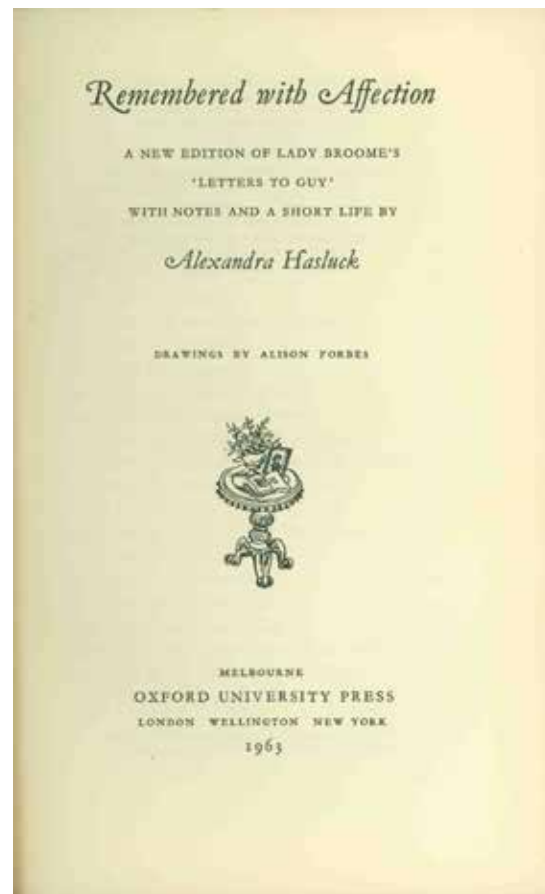 Remembered with Affection
A NEW EDITION OF LADY BROOME'S
'LETTERS TO GUY'
WITH NOTES AND A SHORT LIFE BY
Alexandra Hasluck
DRAWINGS BY ALISON FORBES
MELBOURNE
OXFORD UNIVERSITY PRESS
LONDON WELLINGTON NEW YORK
1963